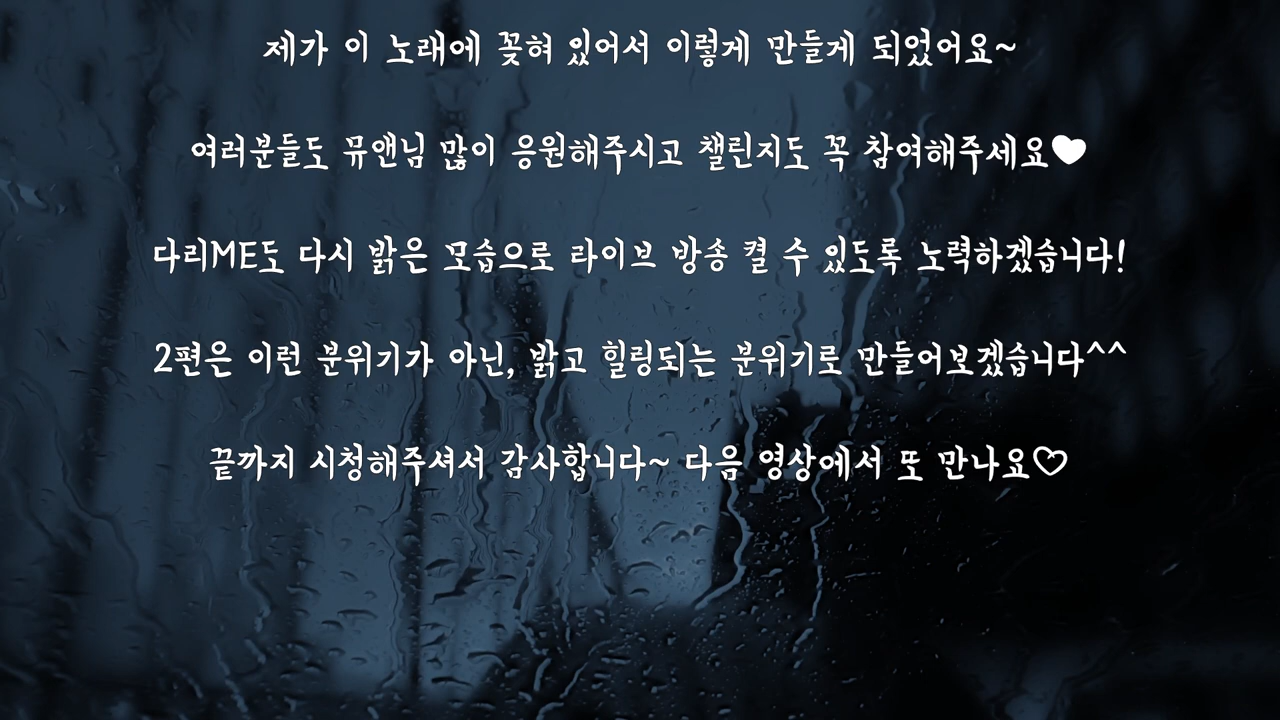 제가 이 노래에 꽂혀 있어서 이렇게 만들게 되었어요~
여러분들도 뮤앤님 많이 응원해주시고 챌린지도 꼭 참여해주세요♥
다리ME도 다시 밝은 모습으로 라이브 방송 켤 수 있도록 노력하겠습니다!
2편은 이런 분위기가 아닌, 밝고 힐링되는 분위기로 만들어보겠습니다^^
끝까지 시청해주셔서 감사합니다~ 다음 영상에서 또 만나요♡